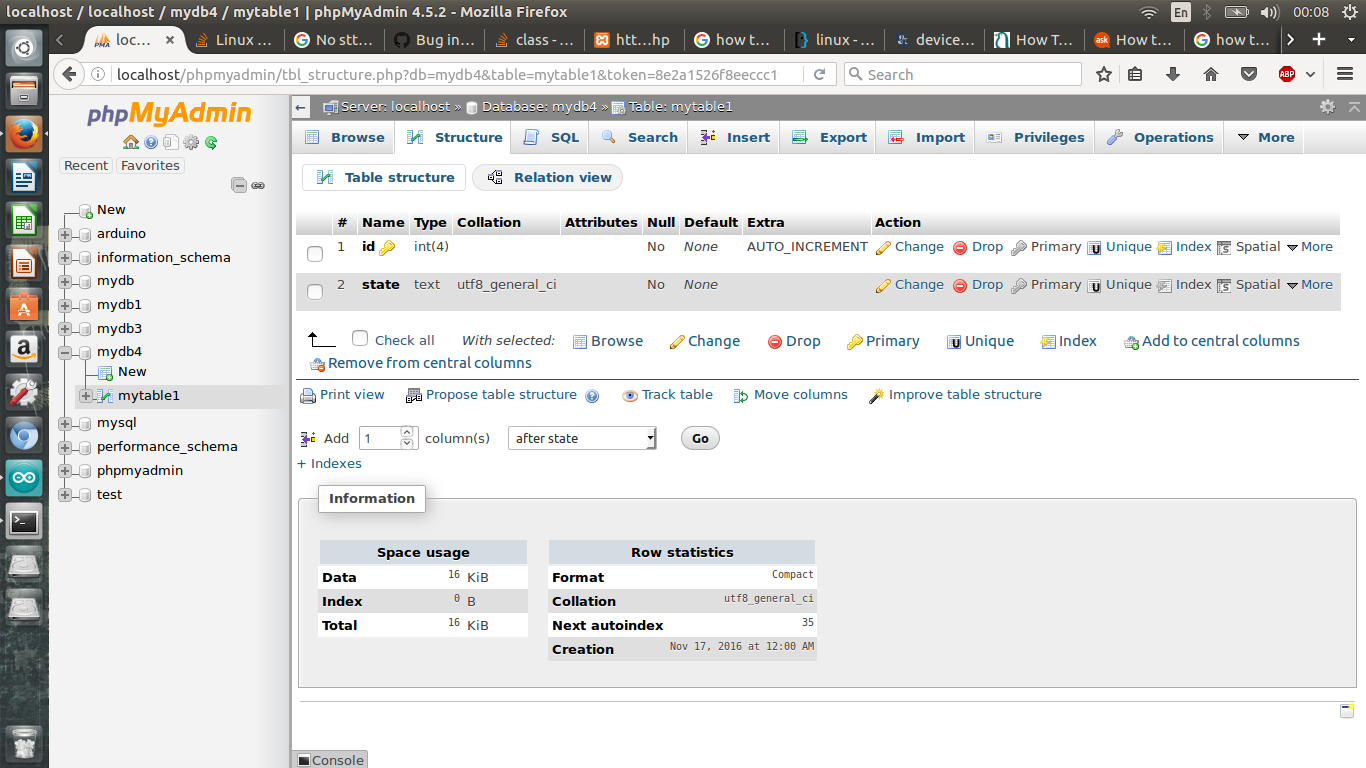 localhost / localhost / mydb4 / mytable1 | phpMyAdmin 4.5.2 - Mozilla Firefox
En
00:08
loc... ×
Linux ...
No stt...
Bug in...
class - ...
htt...hp
how t...
linux - ...
device...
How T...
How t...
how t...
localhost/phpmyadmin/tbl_structure.php?db=mydb4&table=mytable1&token=8e2a1526f8eeccc1
Search
ABP
phpMyAdmin
Recent Favorites
New
arduino
information_schema
mydb
mydb1
mydb3
mydb4
New
mytable1
mysql
performance_schema
phpmyadmin
test
Server: localhost » Database: mydb4 » Table: mytable1
Browse Structure SQL Search Insert Export Import Privileges Operations More
Table structure Relation view
# Name Type Collation Attributes Null Default Extra Action
1 id int(4) No None AUTO_INCREMENT Change Drop Primary Unique Index Spatial More
2 state text utf8_general_ci No None Change Drop Primary Unique Index Spatial More
Check all With selected: Browse Change Drop Primary Unique Index Add to central columns
Remove from central columns
Print view Propose table structure Track table Move columns Improve table structure
Add 1 column(s) after state Go
+ Indexes
Information
Space usage
Data 16 KiB
Index 0 B
Total 16 KiB
Row statistics
Format Compact
Collation utf8_general_ci
Next autoindex 35
Creation Nov 17, 2016 at 12:00 AM
Console